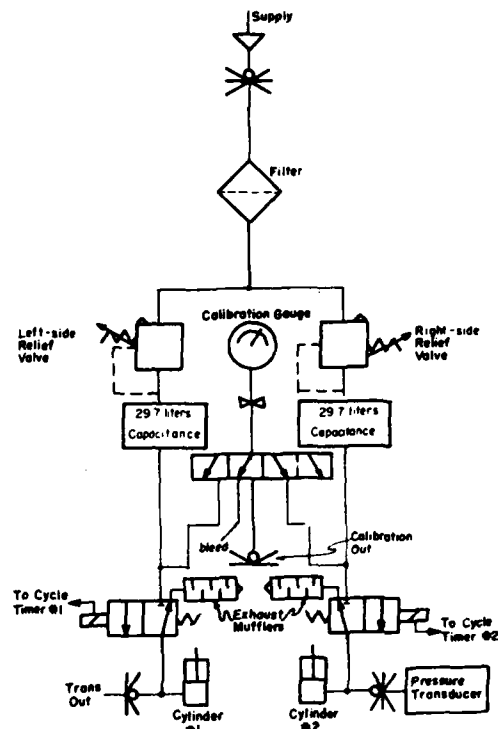 Supply
Filter
Calibration Gauge
Left-side
Relief
Valve
Right-side
Relief
Valve
29.7 liters
Capacitance
29.7 liters
Capacitance
bleed
Calibration
Out
To Cycle
Timer #1
Exhaust
Mufflers
To Cycle
Timer #2
Trans
Out
Cylinder
#1
Cylinder
#2
Pressure
Transducer